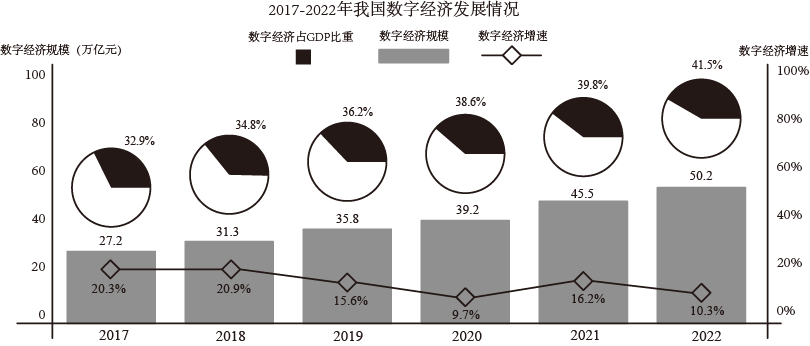 2017-2022年我国数字经济发展情况
数字经济占GDP比重 数字经济规模 数字经济增速
数字经济规模（万亿元） 数字经济增速
100 80 60 40 20 0
100% 80% 60% 40% 20% 0%
32.9% 34.8% 36.2% 38.6% 39.8% 41.5%
27.2 31.3 35.8 39.2 45.5 50.2
20.3% 20.9% 15.6% 9.7% 16.2% 10.3%
2017 2018 2019 2020 2021 2022